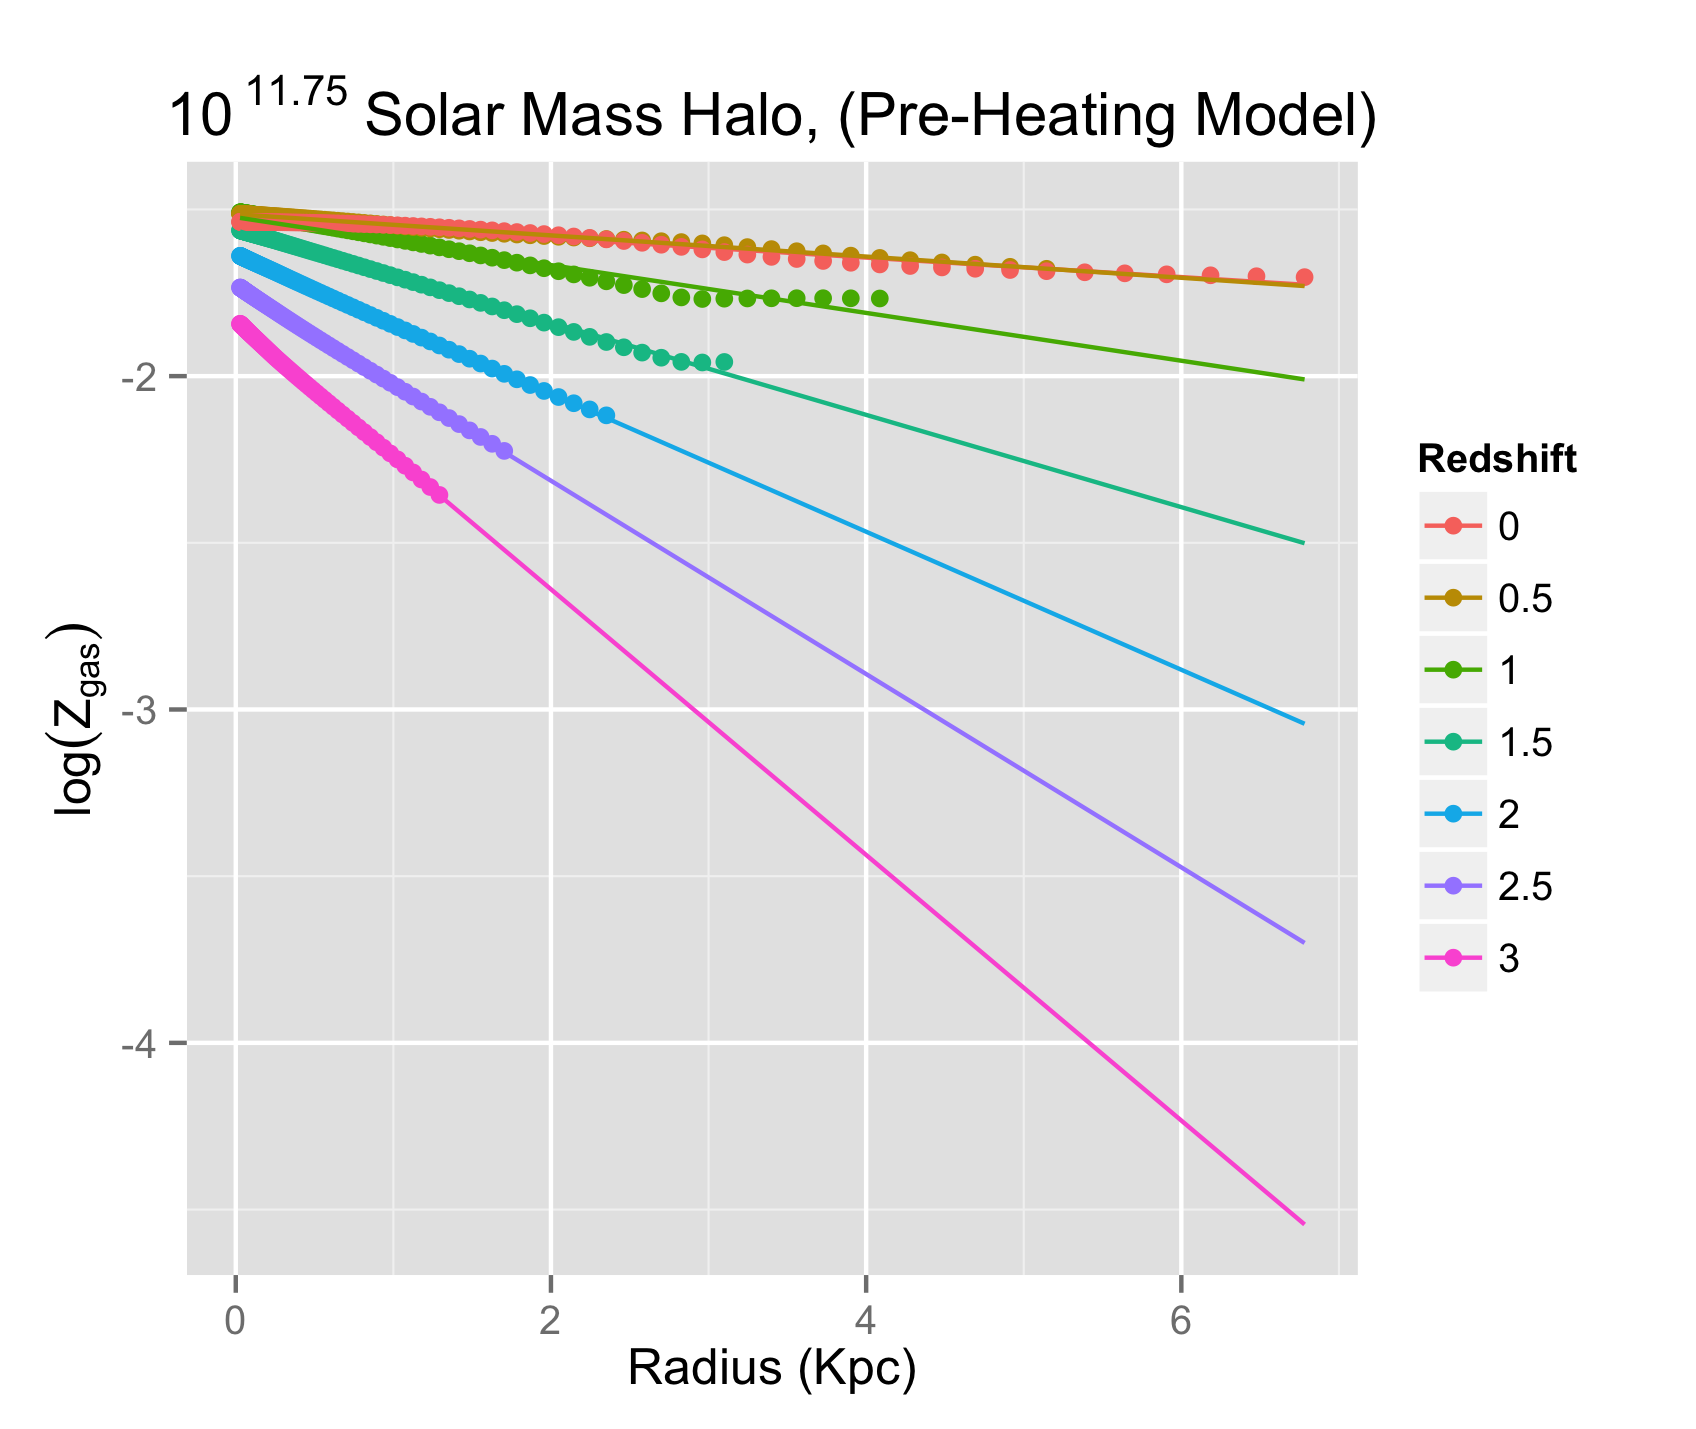 10^11.75 Solar Mass Halo, (Pre-Heating Model)
log(Z_gas)
-2
-3
-4
0 2 4 6
Radius (Kpc)
Redshift
0
0.5
1
1.5
2
2.5
3